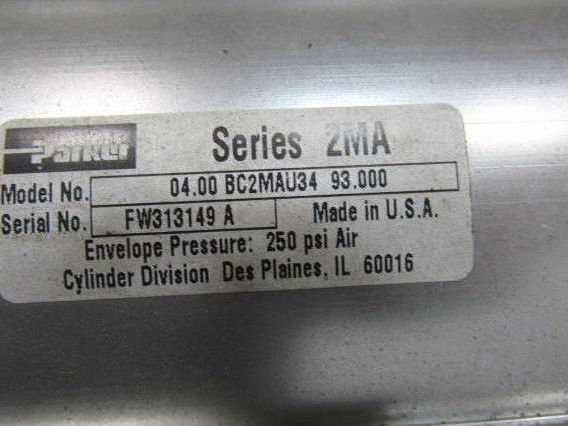 Parker
Series 2MA
Model No. 04.00 BC2MAU34 93.000
Serial No. FW313149 A Made in U.S.A.
Envelope Pressure: 250 psi Air
Cylinder Division Des Plaines, IL 60016